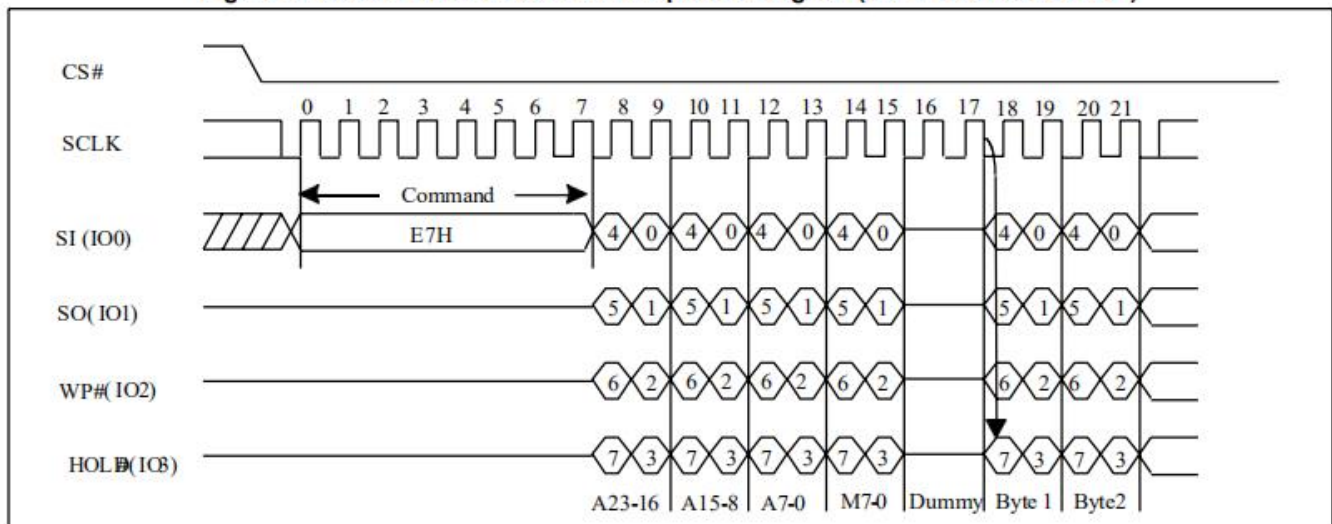 CS#
0 1 2 3 4 5 6 7 8 9 10 11 12 13 14 15 16 17 18 19 20 21
SCLK
Command
SI (IO0) E7H 4 0 4 0 4 0 4 0 4 0 4 0
SO( IO1) 5 1 5 1 5 1 5 1 5 1 5 1
WP#( IO2) 6 2 6 2 6 2 6 2 6 2 6 2
HOLD#(IO3) 7 3 7 3 7 3 7 3 7 3 7 3
A23-16 A15-8 A7-0 M7-0 Dummy Byte 1 Byte2